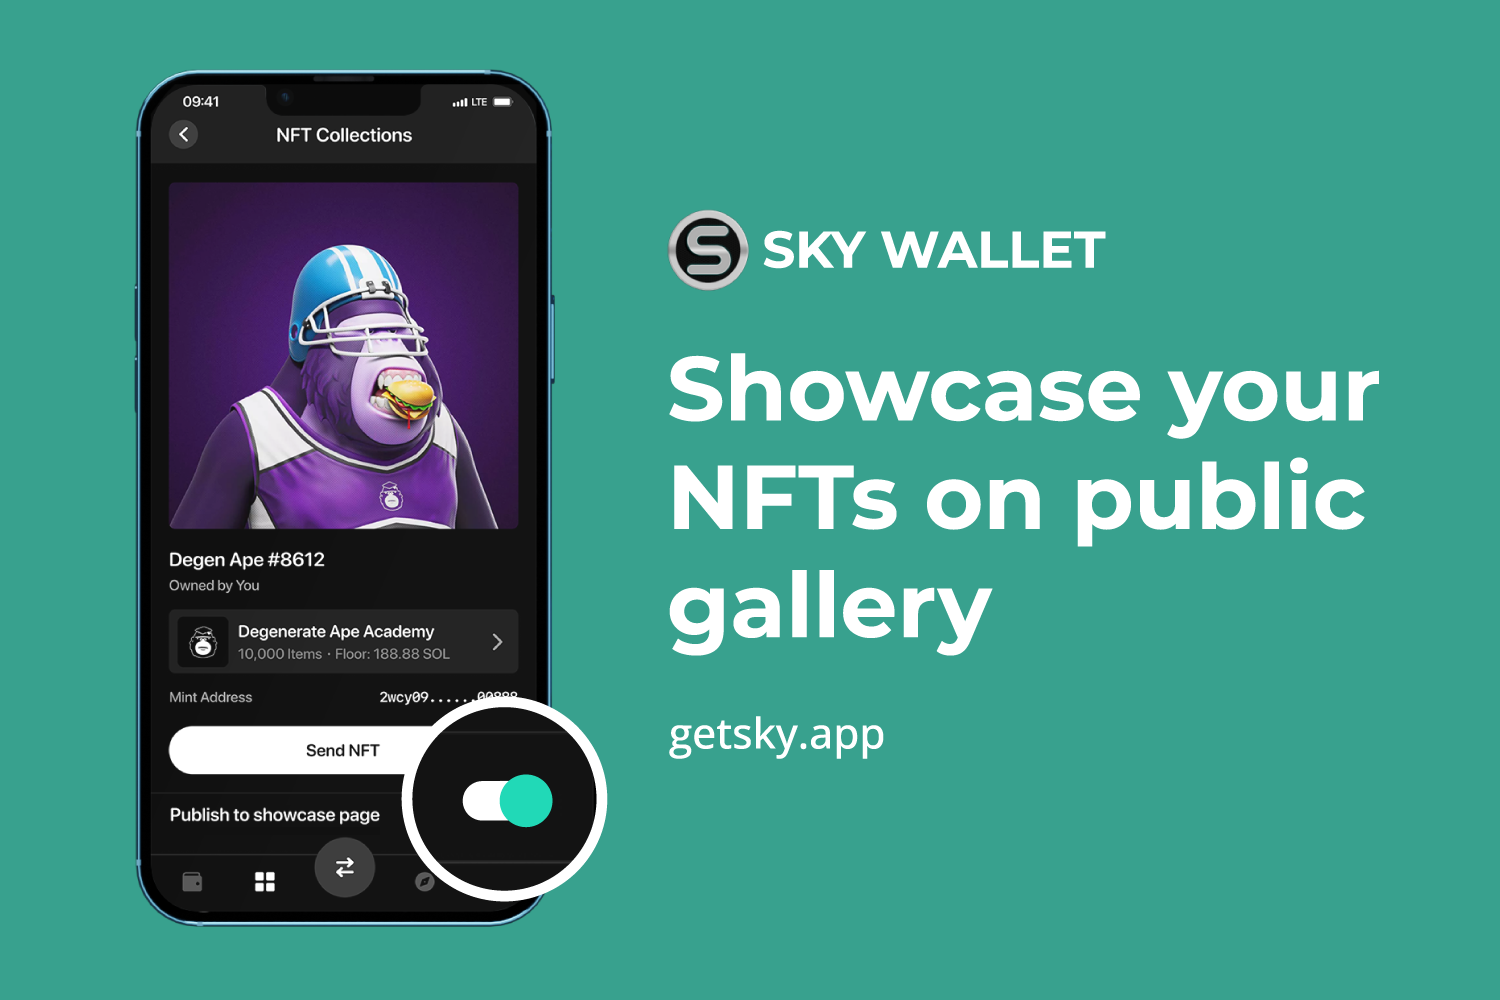 09:41
LTE
NFT Collections
Degen Ape #8612
Owned by You
Degenerate Ape Academy
10,000 Items · Floor: 188.88 SOL
Mint Address 2wcy09......00888
Send NFT
Publish to showcase page
SKY WALLET
Showcase your
NFTs on public
gallery
getsky.app